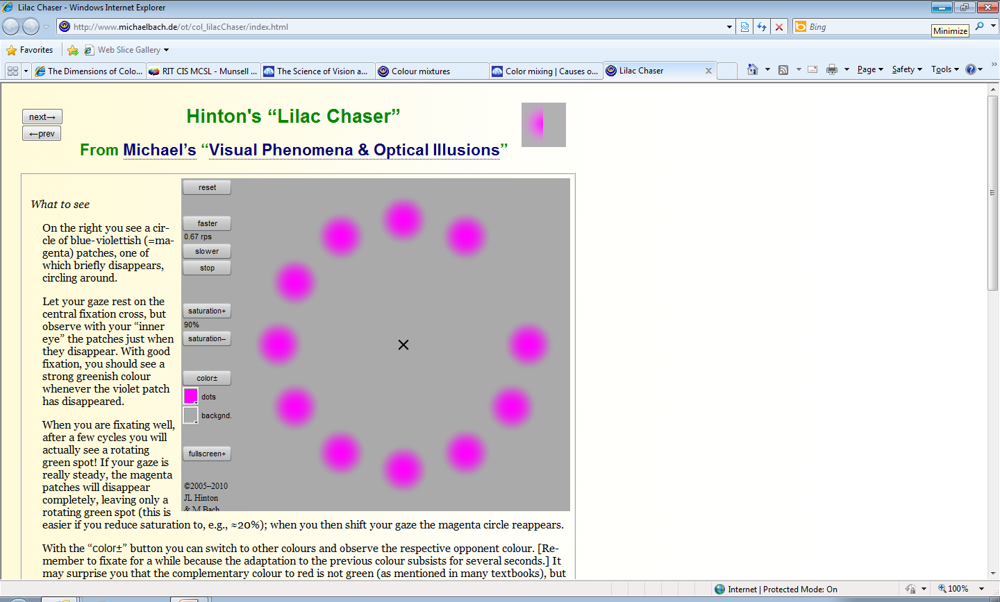 Lilac Chaser - Windows Internet Explorer
http://www.michaelbach.de/ot/col_lilacChaser/index.html
Bing
Minimize
Favorites
Web Slice Gallery
The Dimensions of Colo...
RIT CIS MCSL - Munsell ...
The Science of Vision a...
Colour mixtures
Color mixing | Causes o...
Lilac Chaser
Page
Safety
Tools
next→
←prev
Hinton's “Lilac Chaser”
From Michael’s “Visual Phenomena & Optical Illusions”
What to see
On the right you see a cir-
cle of blue-violettish (=ma-
genta) patches, one of
which briefly disappears,
circling around.
Let your gaze rest on the
central fixation cross, but
observe with your “inner
eye” the patches just when
they disappear. With good
fixation, you should see a
strong greenish colour
whenever the violet patch
has disappeared.
When you are fixating well,
after a few cycles you will
actually see a rotating
green spot! If your gaze is
really steady, the magenta
patches will disappear
completely, leaving only a
rotating green spot (this is
easier if you reduce saturation to, e.g., ≈20%); when you then shift your gaze the magenta circle reappears.
With the “color±” button you can switch to other colours and observe the respective opponent colour. [Re-
member to fixate for a while because the adaptation to the previous colour subsists for several seconds.] It
may surprise you that the complementary colour to red is not green (as mentioned in many textbooks), but
reset
faster
0.67 rps
slower
stop
saturation+
90%
saturation–
color±
dots
backgnd.
fullscreen+
©2005–2010
JL Hinton
& M Bach
Internet | Protected Mode: On
100%